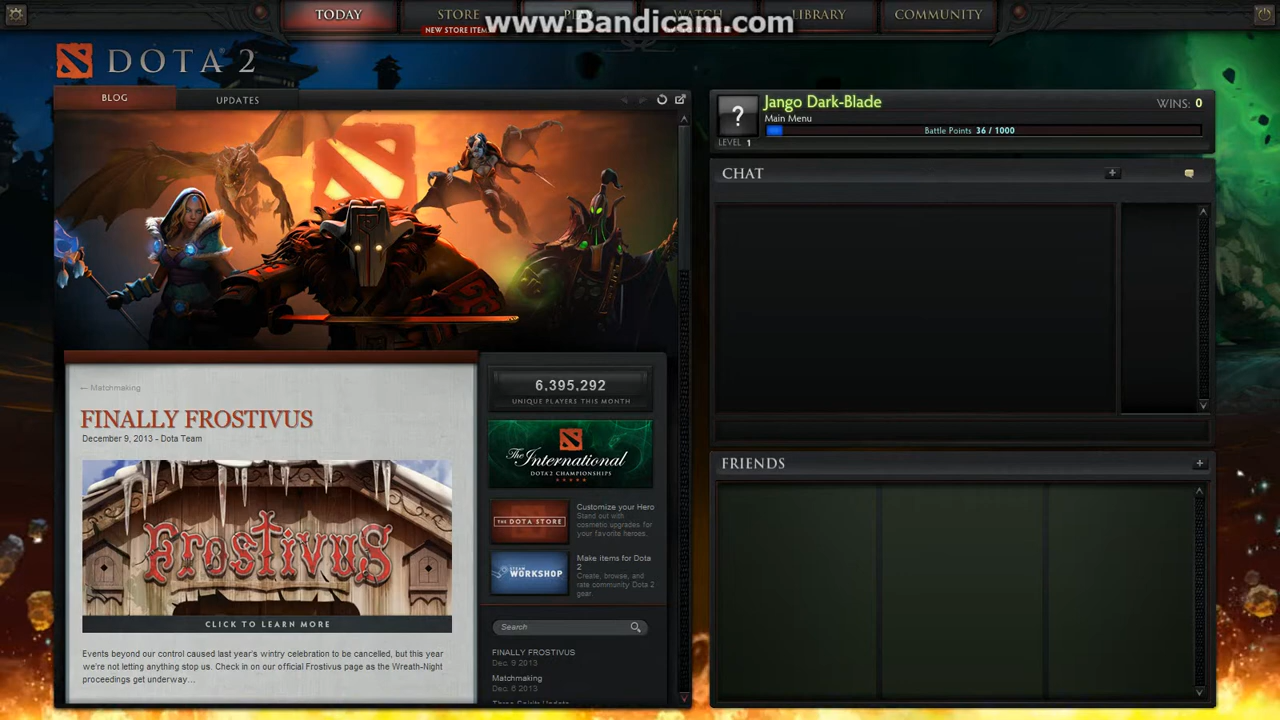 TODAY
STORE
NEW STORE ITEMS
WATCH
LIBRARY
COMMUNITY
www.Bandicam.com
DOTA 2
BLOG
UPDATES
← Matchmaking
FINALLY FROSTIVUS
December 9, 2013 - Dota Team
Frostivus
CLICK TO LEARN MORE
Events beyond our control caused last year's wintry celebration to be cancelled, but this year
we're not letting anything stop us. Check in on our official Frostivus page as the Wreath-Night
proceedings get underway...
6,395,292
UNIQUE PLAYERS THIS MONTH
The International
DOTA 2 CHAMPIONSHIPS
THE DOTA STORE
Customize your Hero
Stand out with
cosmetic upgrades for
your favorite heroes.
STEAM WORKSHOP
Make items for Dota
2
Create, browse, and
rate community Dota 2
gear.
Search
FINALLY FROSTIVUS
Dec. 9 2013
Matchmaking
Dec. 6 2013
Three Spirits Update
?
LEVEL 1
Jango Dark-Blade
Main Menu
WINS: 0
Battle Points 36 / 1000
CHAT
FRIENDS